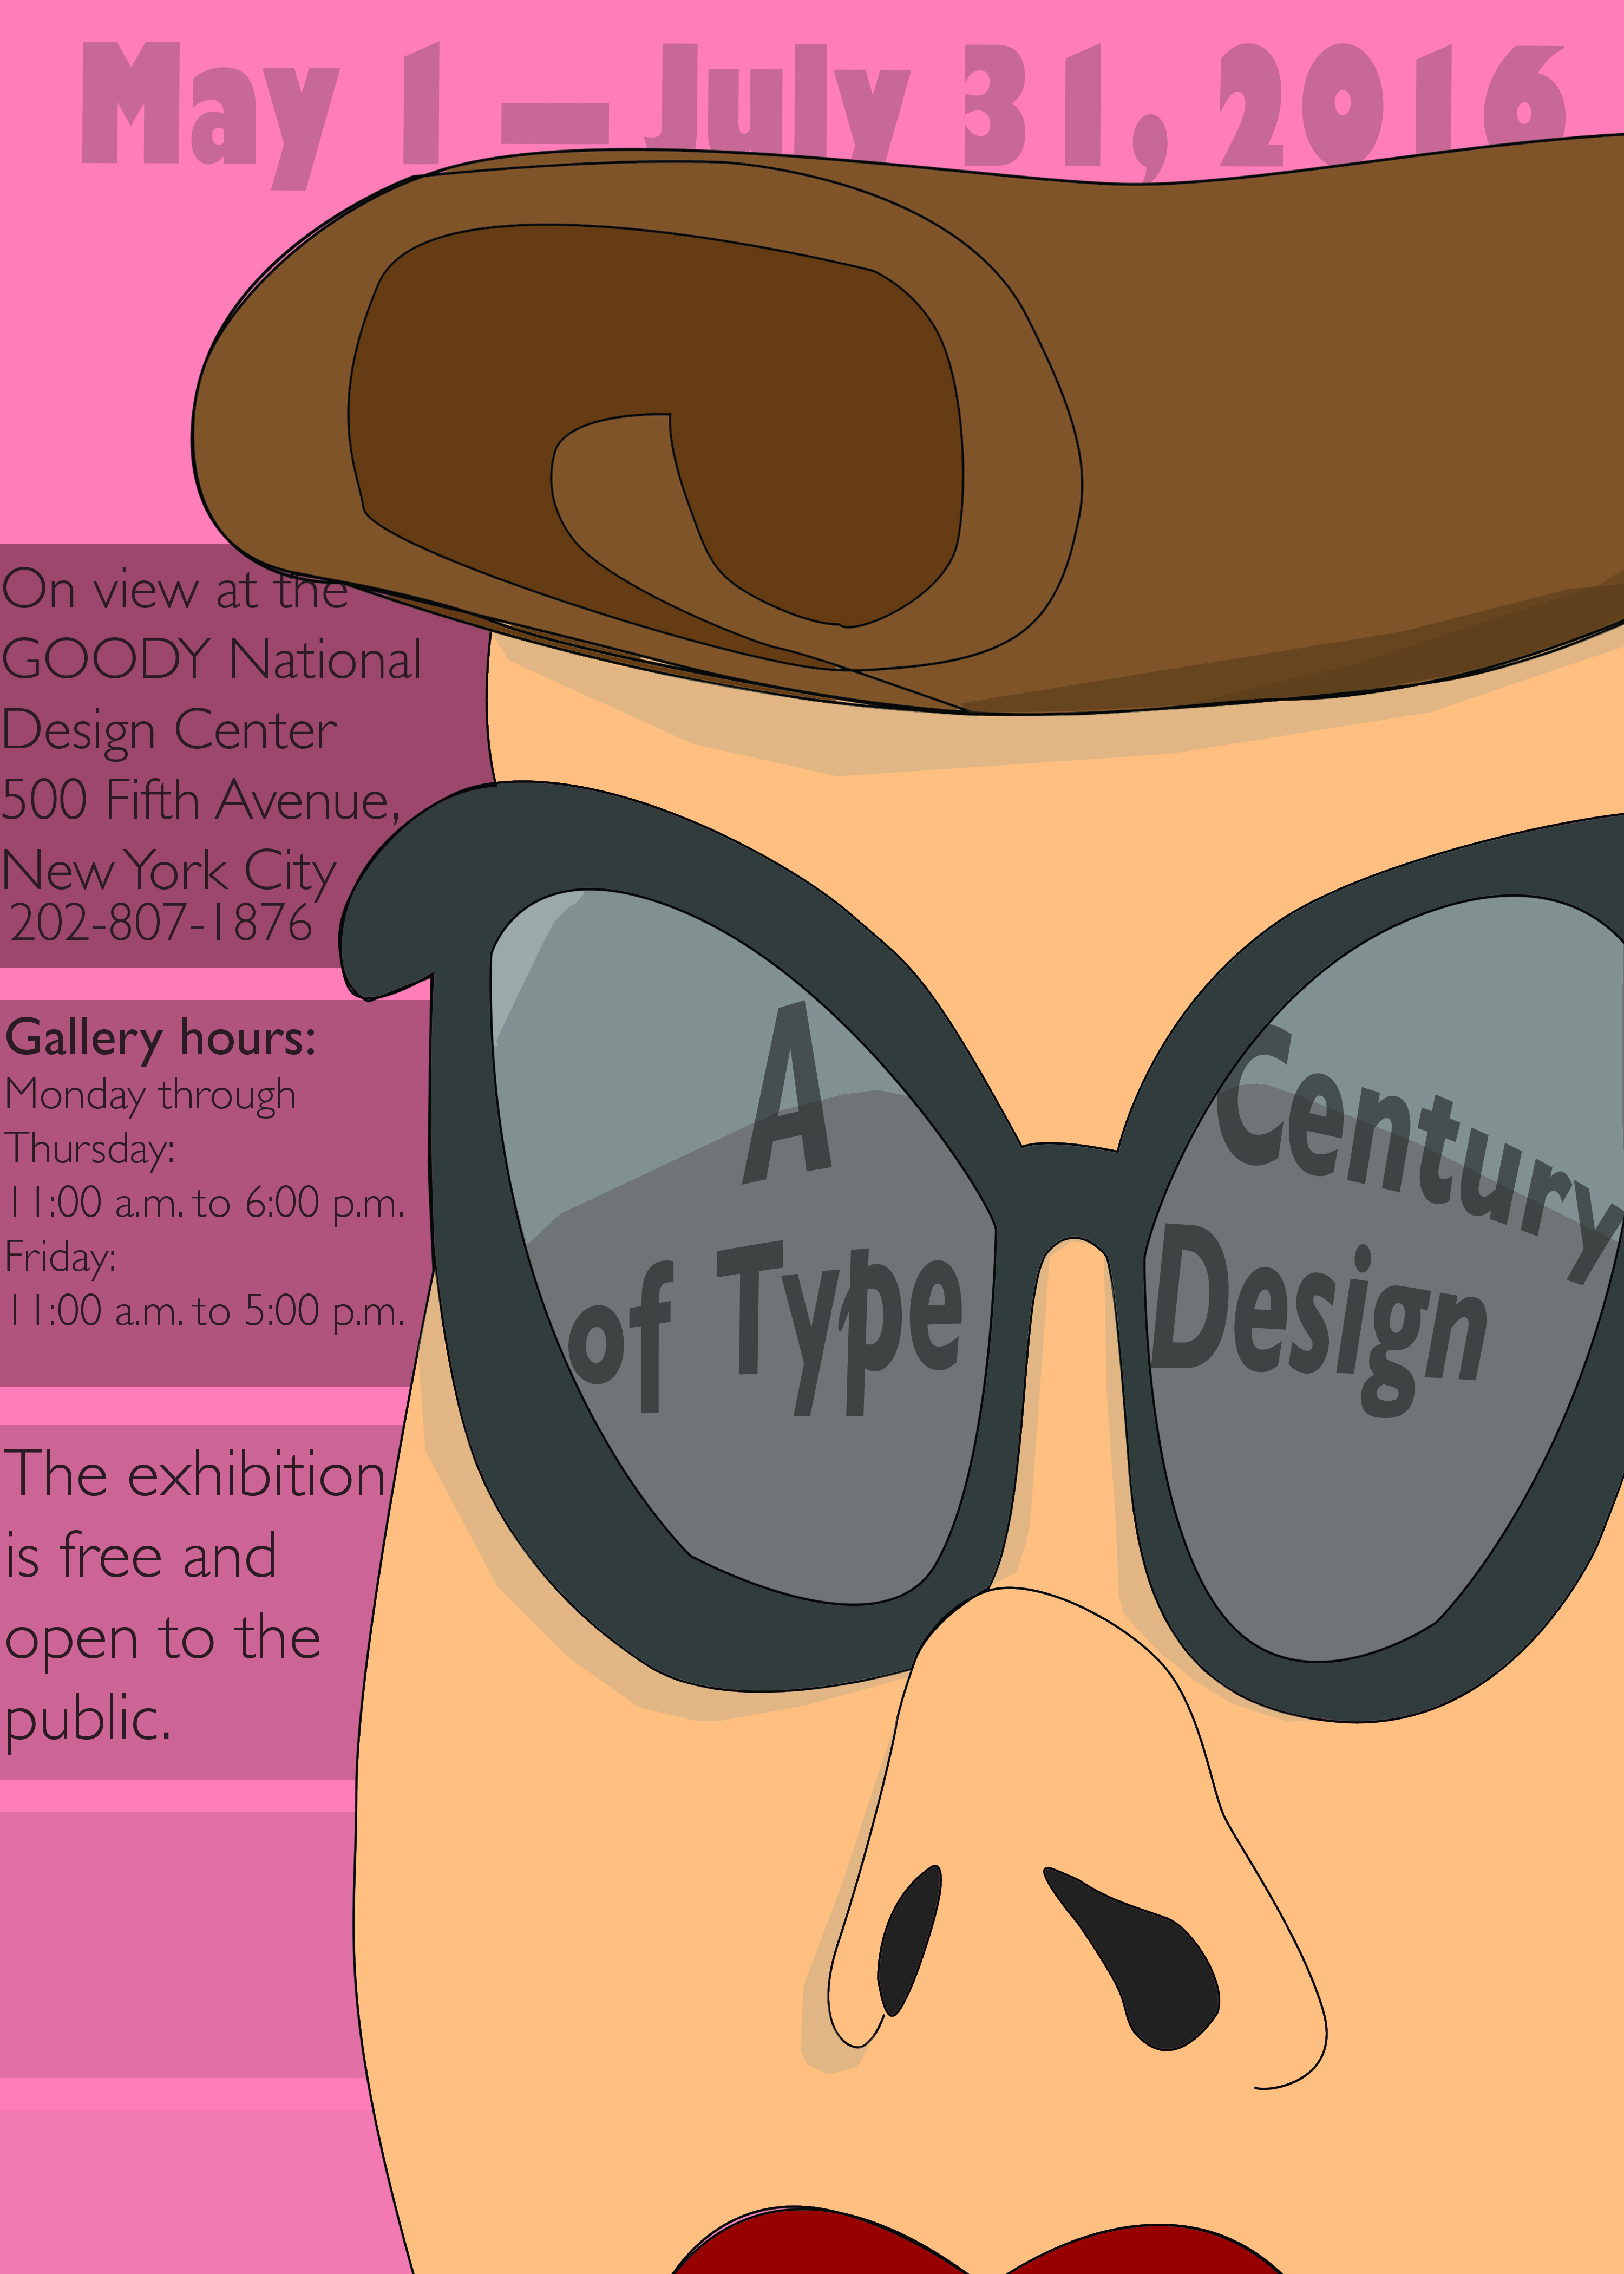 May 1 — July 31, 2016
On view at the
GOODY National
Design Center
500 Fifth Avenue,
New York City
202-807-1876
Gallery hours:
Monday through
Thursday:
11:00 a.m. to 6:00 p.m.
Friday:
11:00 a.m. to 5:00 p.m.
The exhibition
is free and
open to the
public.
A Century
of Type Design